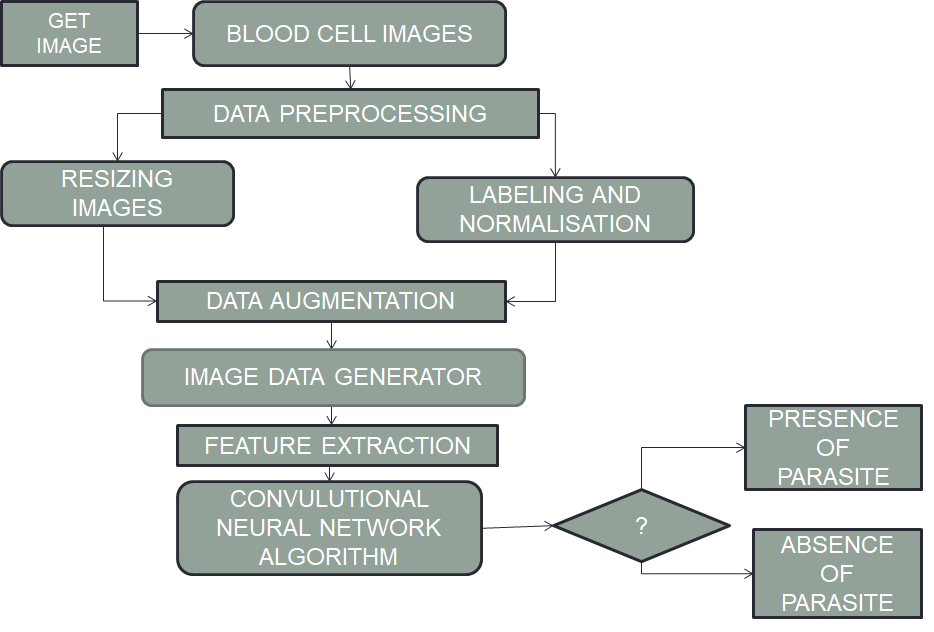 GET
IMAGE
BLOOD CELL IMAGES
DATA PREPROCESSING
RESIZING
IMAGES
LABELING AND
NORMALISATION
DATA AUGMENTATION
IMAGE DATA GENERATOR
FEATURE EXTRACTION
CONVULUTIONAL
NEURAL NETWORK
ALGORITHM
?
PRESENCE
OF
PARASITE
ABSENCE
OF
PARASITE